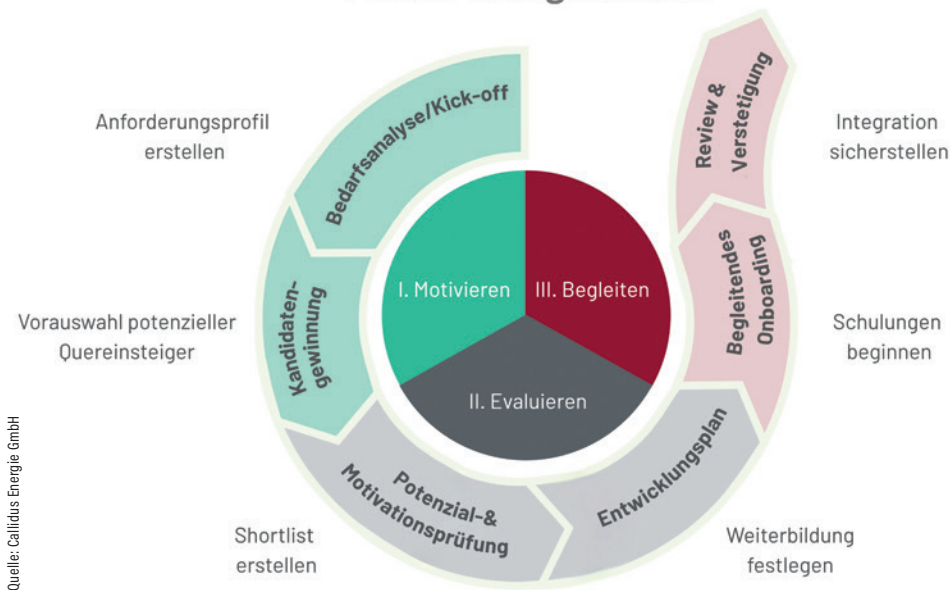 Anforderungsprofil
erstellen
Bedarfsanalyse/Kick-off
Vorauswahl potenzieller
Quereinsteiger
Kandidaten-
gewinnung
Shortlist
erstellen
Potenzial-&
Motivationsprüfung
Entwicklungsplan
Weiterbildung
festlegen
Begleitendes
Onboarding
Schulungen
beginnen
Review &
Verstetigung
Integration
sicherstellen
I. Motivieren
II. Evaluieren
III. Begleiten
Quelle: Callidus Energie GmbH